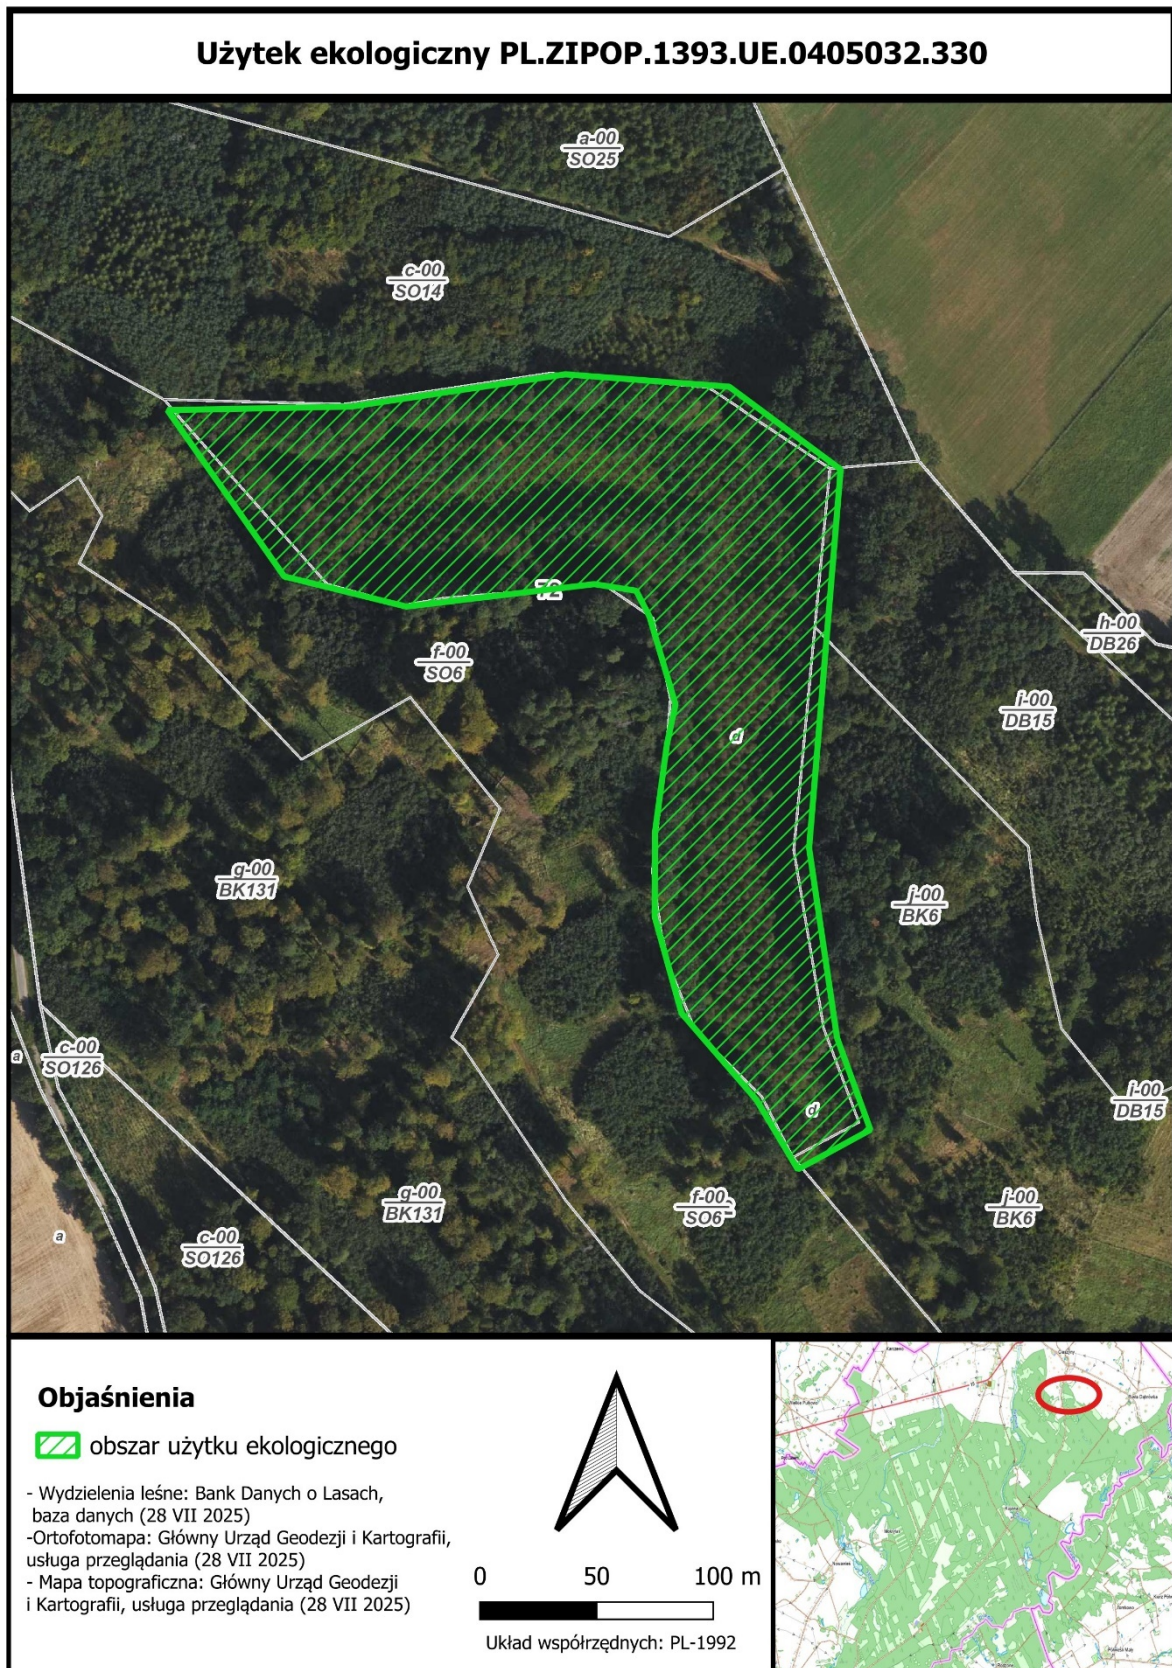 Użytek ekologiczny PL.ZIPOP.1393.UE.0405032.330
a-00
SO25
c-00
SO14
72
h-00
DB26
f-00
SO6
i-00
DB15
d
g-00
BK131
j-00
BK6
c-00
SO126
a
d
i-00
DB15
g-00
BK131
f-00
SO6
j-00
BK6
a
c-00
SO126
Objaśnienia
obszar użytku ekologicznego
- Wydzielenia leśne: Bank Danych o Lasach,
baza danych (28 VII 2025)
-Ortofotomapa: Główny Urząd Geodezji i Kartografii,
usługa przeglądania (28 VII 2025)
- Mapa topograficzna: Główny Urząd Geodezji
i Kartografii, usługa przeglądania (28 VII 2025)
0 50 100 m
Układ współrzędnych: PL-1992